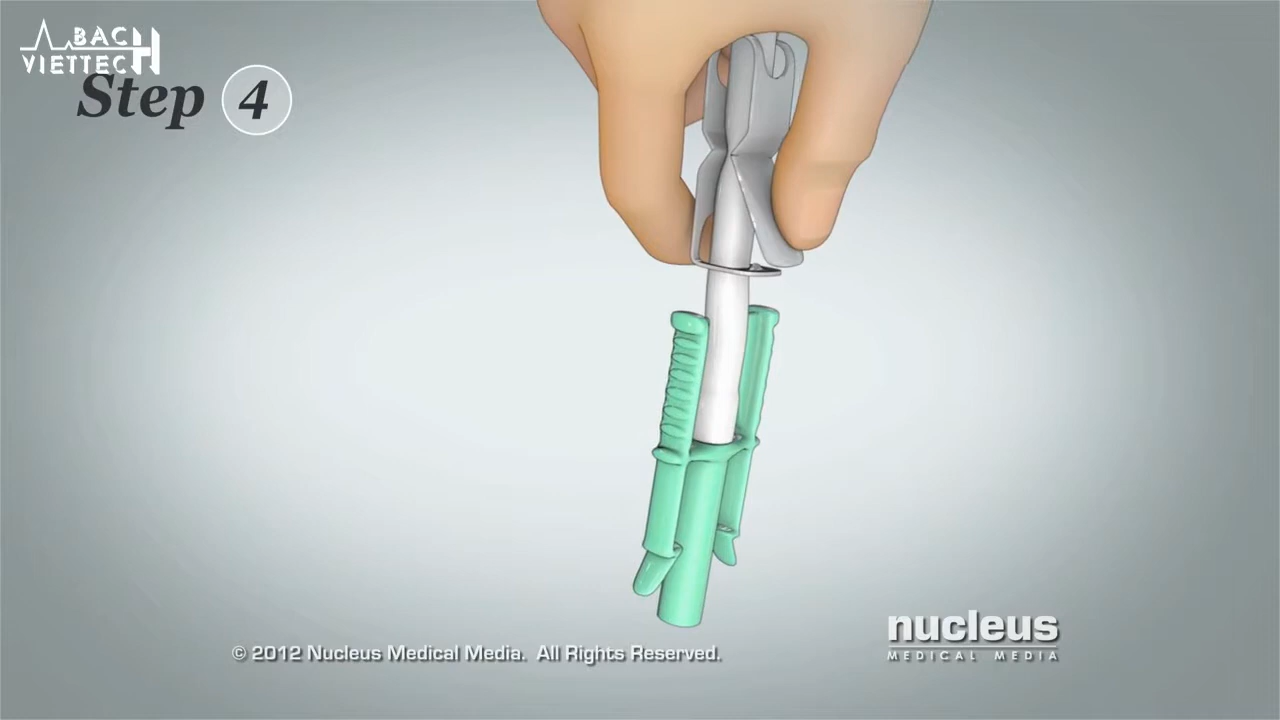 BACH
VIETTECH
Step 4
nucleus
MEDICAL MEDIA
© 2012 Nucleus Medical Media. All Rights Reserved.